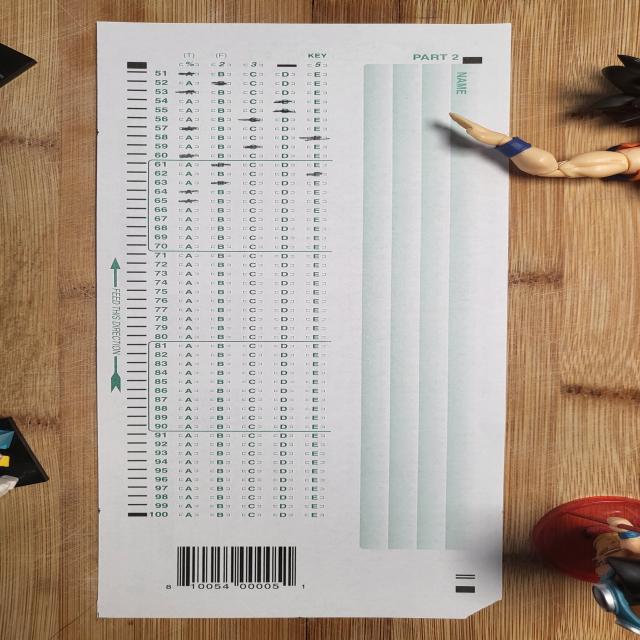 PART 2
NAME
(T) (F) KEY
% 2 3 5
51 A B C D E
52 A B C D E
53 A B C D E
54 A B C D E
55 A B C D E
56 A B C D E
57 A B C D E
58 A B C D E
59 A B C D E
60 A B C D E
61 A B C D E
62 A B C D E
63 A B C D E
64 A B C D E
65 A B C D E
66 A B C D E
67 A B C D E
68 A B C D E
69 A B C D E
70 A B C D E
71 A B C D E
72 A B C D E
73 A B C D E
74 A B C D E
75 A B C D E
76 A B C D E
77 A B C D E
78 A B C D E
79 A B C D E
80 A B C D E
81 A B C D E
82 A B C D E
83 A B C D E
84 A B C D E
85 A B C D E
86 A B C D E
87 A B C D E
88 A B C D E
89 A B C D E
90 A B C D E
91 A B C D E
92 A B C D E
93 A B C D E
94 A B C D E
95 A B C D E
96 A B C D E
97 A B C D E
98 A B C D E
99 A B C D E
100 A B C D E
FEED THIS DIRECTION
8 10054 00005 1